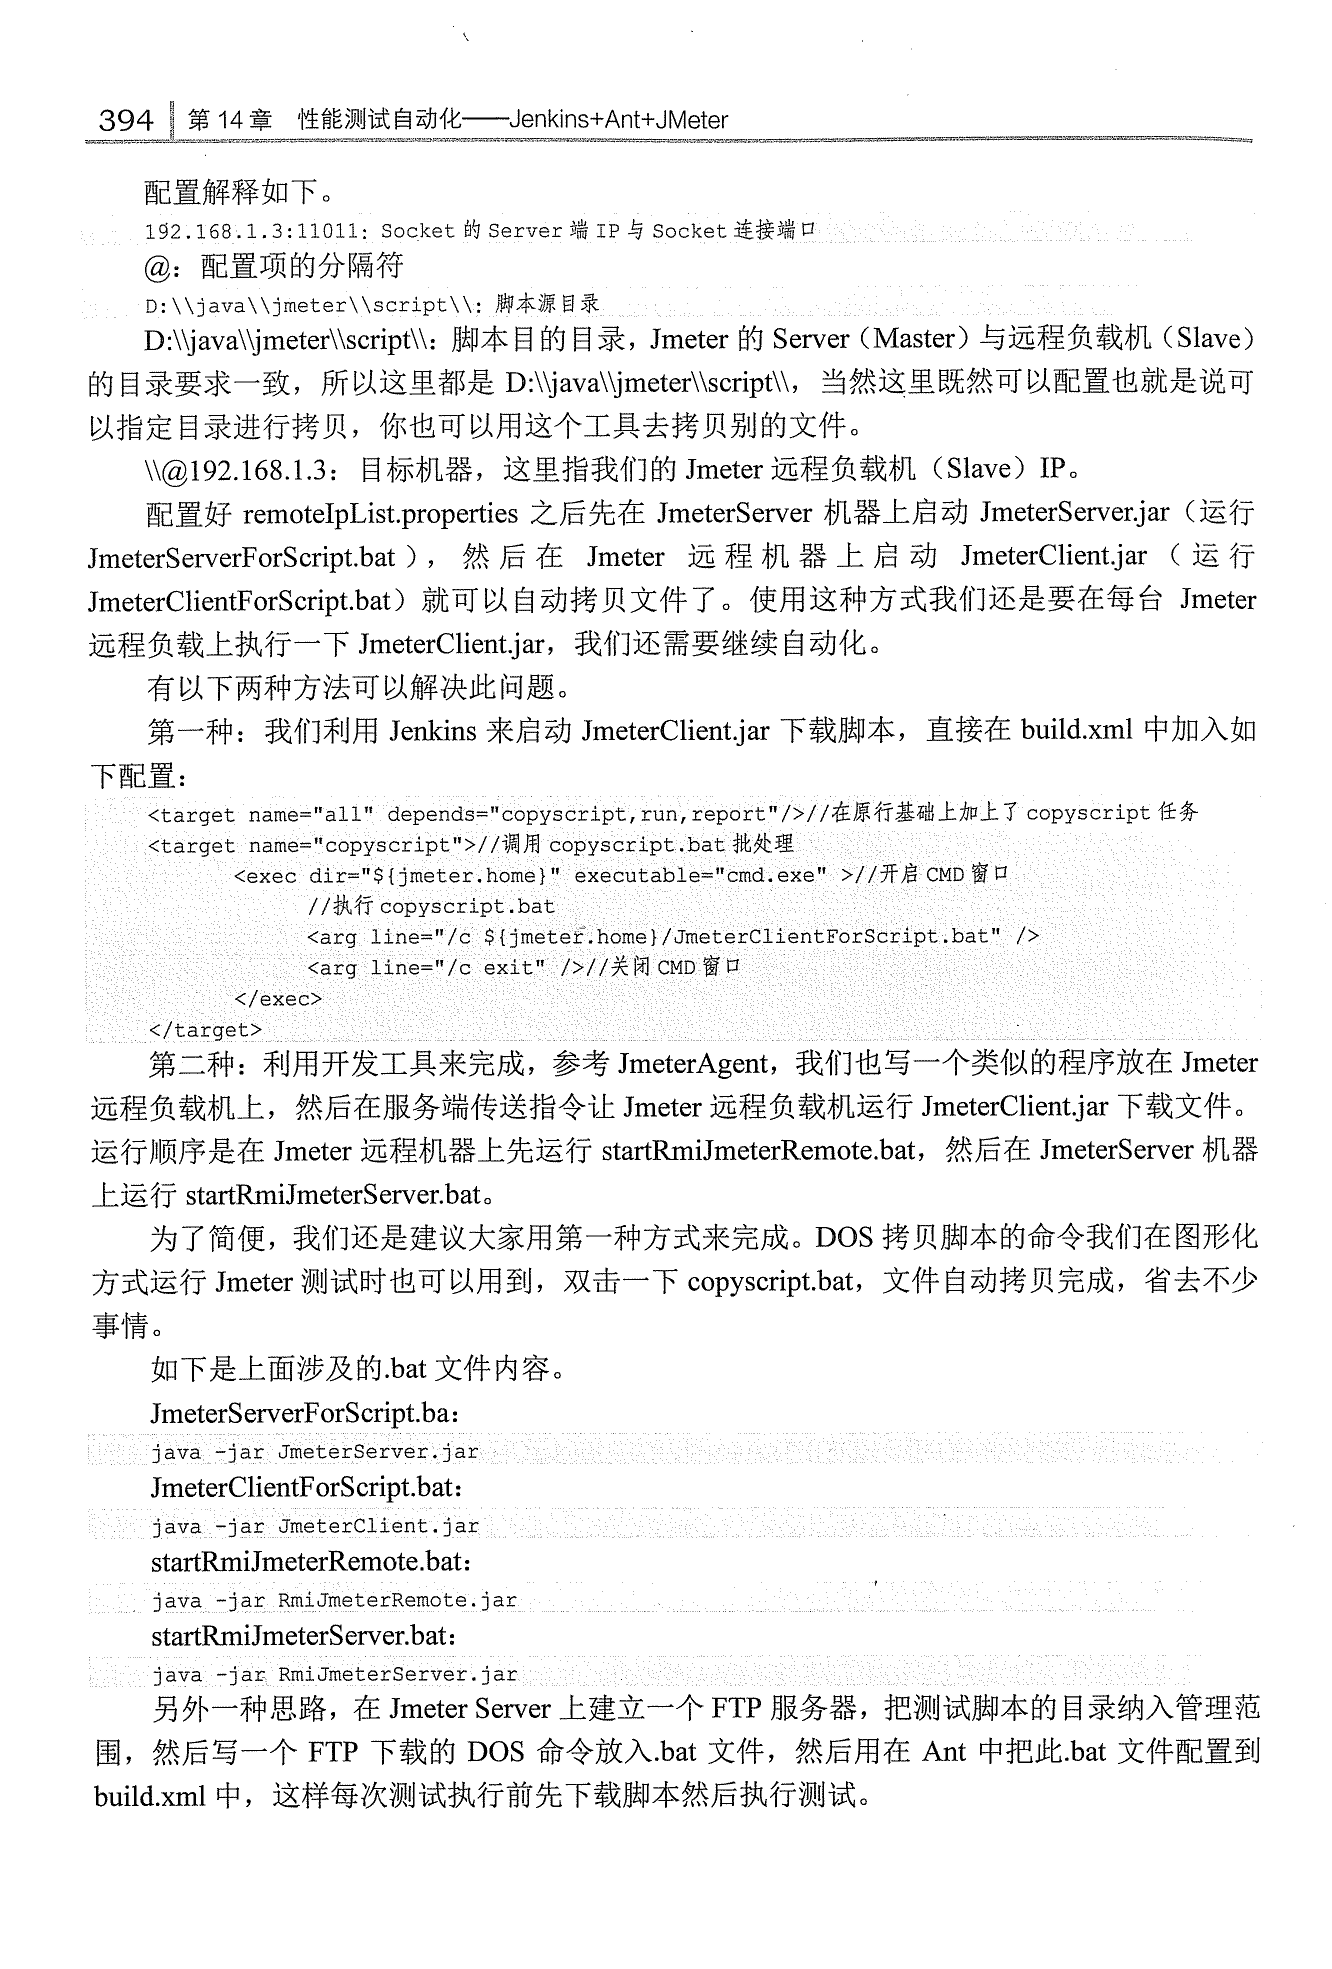 394 第14章 性能测试自动化——Jenkins+Ant+JMeter
配置解释如下。
192.168.1.3:11011: Socket 的 Server 端 IP 与 Socket 连接端口
@：配置项的分隔符
D:\\java\\jmeter\\script\\: 脚本源目录
D:\\java\\jmeter\\script\\：脚本目的目录，Jmeter 的 Server（Master）与远程负载机（Slave）
的目录要求一致，所以这里都是 D:\\java\\jmeter\\script\\，当然这里既然可以配置也就是说可
以指定目录进行拷贝，你也可以用这个工具去拷贝别的文件。
\\@192.168.1.3：目标机器，这里指我们的 Jmeter 远程负载机（Slave）IP。
配置好 remoteIpList.properties 之后先在 JmeterServer 机器上启动 JmeterServer.jar（运行
JmeterServerForScript.bat），然后在 Jmeter 远程机器上启动 JmeterClient.jar（运行
JmeterClientForScript.bat）就可以自动拷贝文件了。使用这种方式我们还是要在每台 Jmeter
远程负载上执行一下 JmeterClient.jar，我们还需要继续自动化。
有以下两种方法可以解决此问题。
第一种：我们利用 Jenkins 来启动 JmeterClient.jar 下载脚本，直接在 build.xml 中加入如
下配置：
<target name="all" depends="copyscript,run,report"/>//在原行基础上加上了 copyscript 任务
<target name="copyscript">//调用 copyscript.bat 批处理
<exec dir="${jmeter.home}" executable="cmd.exe" >//开启 CMD 窗口
//执行 copyscript.bat
<arg line="/c ${jmeter.home}/JmeterClientForScript.bat" />
<arg line="/c exit" />//关闭 CMD 窗口
</exec>
</target>
第二种：利用开发工具来完成，参考 JmeterAgent，我们也写一个类似的程序放在 Jmeter
远程负载机上，然后在服务端传送指令让 Jmeter 远程负载机运行 JmeterClient.jar 下载文件。
运行顺序是在 Jmeter 远程机器上先运行 startRmiJmeterRemote.bat，然后在 JmeterServer 机器
上运行 startRmiJmeterServer.bat。
为了简便，我们还是建议大家用第一种方式来完成。DOS 拷贝脚本的命令我们在图形化
方式运行 Jmeter 测试时也可以用到，双击一下 copyscript.bat，文件自动拷贝完成，省去不少
事情。
如下是上面涉及的.bat 文件内容。
JmeterServerForScript.ba：
java -jar JmeterServer.jar
JmeterClientForScript.bat：
java -jar JmeterClient.jar
startRmiJmeterRemote.bat：
java -jar RmiJmeterRemote.jar
startRmiJmeterServer.bat：
java -jar RmiJmeterServer.jar
另外一种思路，在 Jmeter Server 上建立一个 FTP 服务器，把测试脚本的目录纳入管理范
围，然后写一个 FTP 下载的 DOS 命令放入.bat 文件，然后用在 Ant 中把此.bat 文件配置到
build.xml 中，这样每次测试执行前先下载脚本然后执行测试。